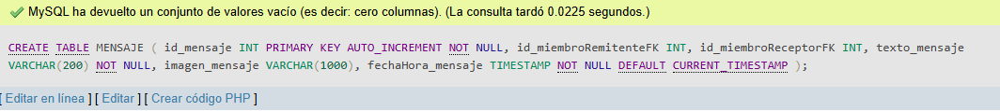 MySQL ha devuelto un conjunto de valores vacío (es decir: cero columnas). (La consulta tardó 0.0225 segundos.)
CREATE TABLE MENSAJE ( id_mensaje INT PRIMARY KEY AUTO_INCREMENT NOT NULL, id_miembroRemitenteFK INT, id_miembroReceptorFK INT, texto_mensaje
VARCHAR(200) NOT NULL, imagen_mensaje VARCHAR(1000), fechaHora_mensaje TIMESTAMP NOT NULL DEFAULT CURRENT_TIMESTAMP );
[ Editar en línea ] [ Editar ] [ Crear código PHP ]